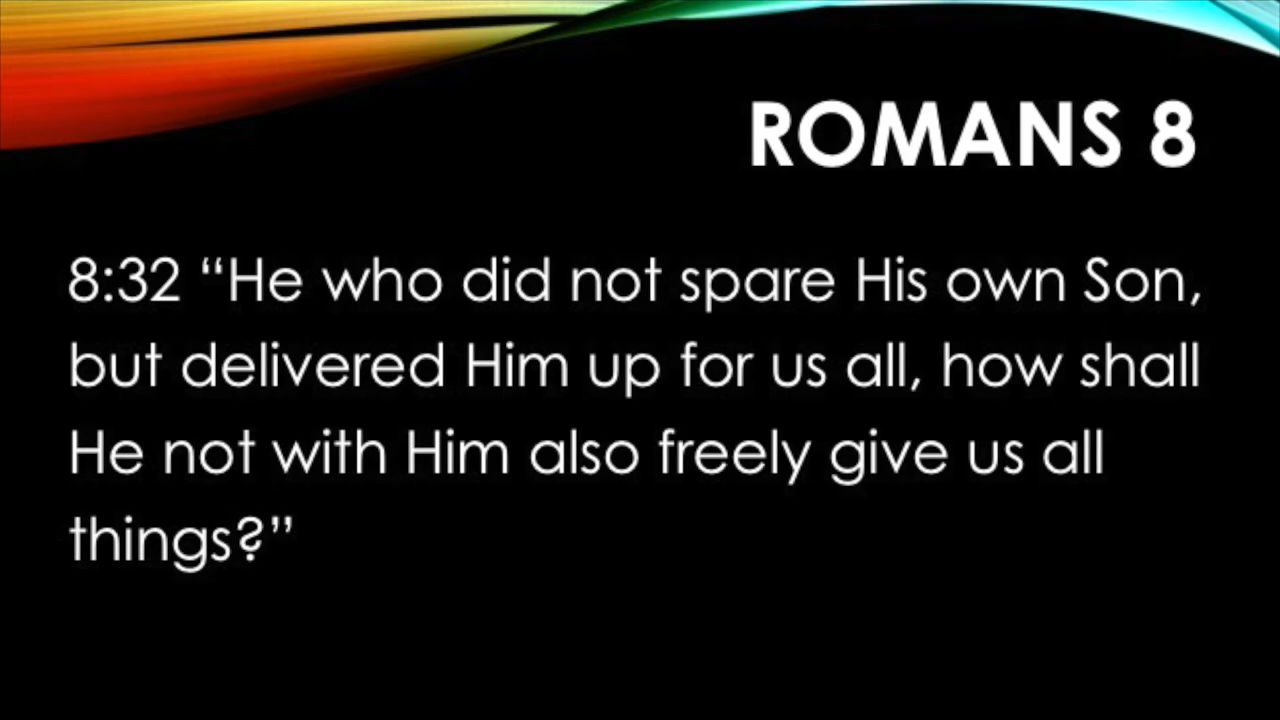 ROMANS 8
8:32 “He who did not spare His own Son,
but delivered Him up for us all, how shall
He not with Him also freely give us all
things?”